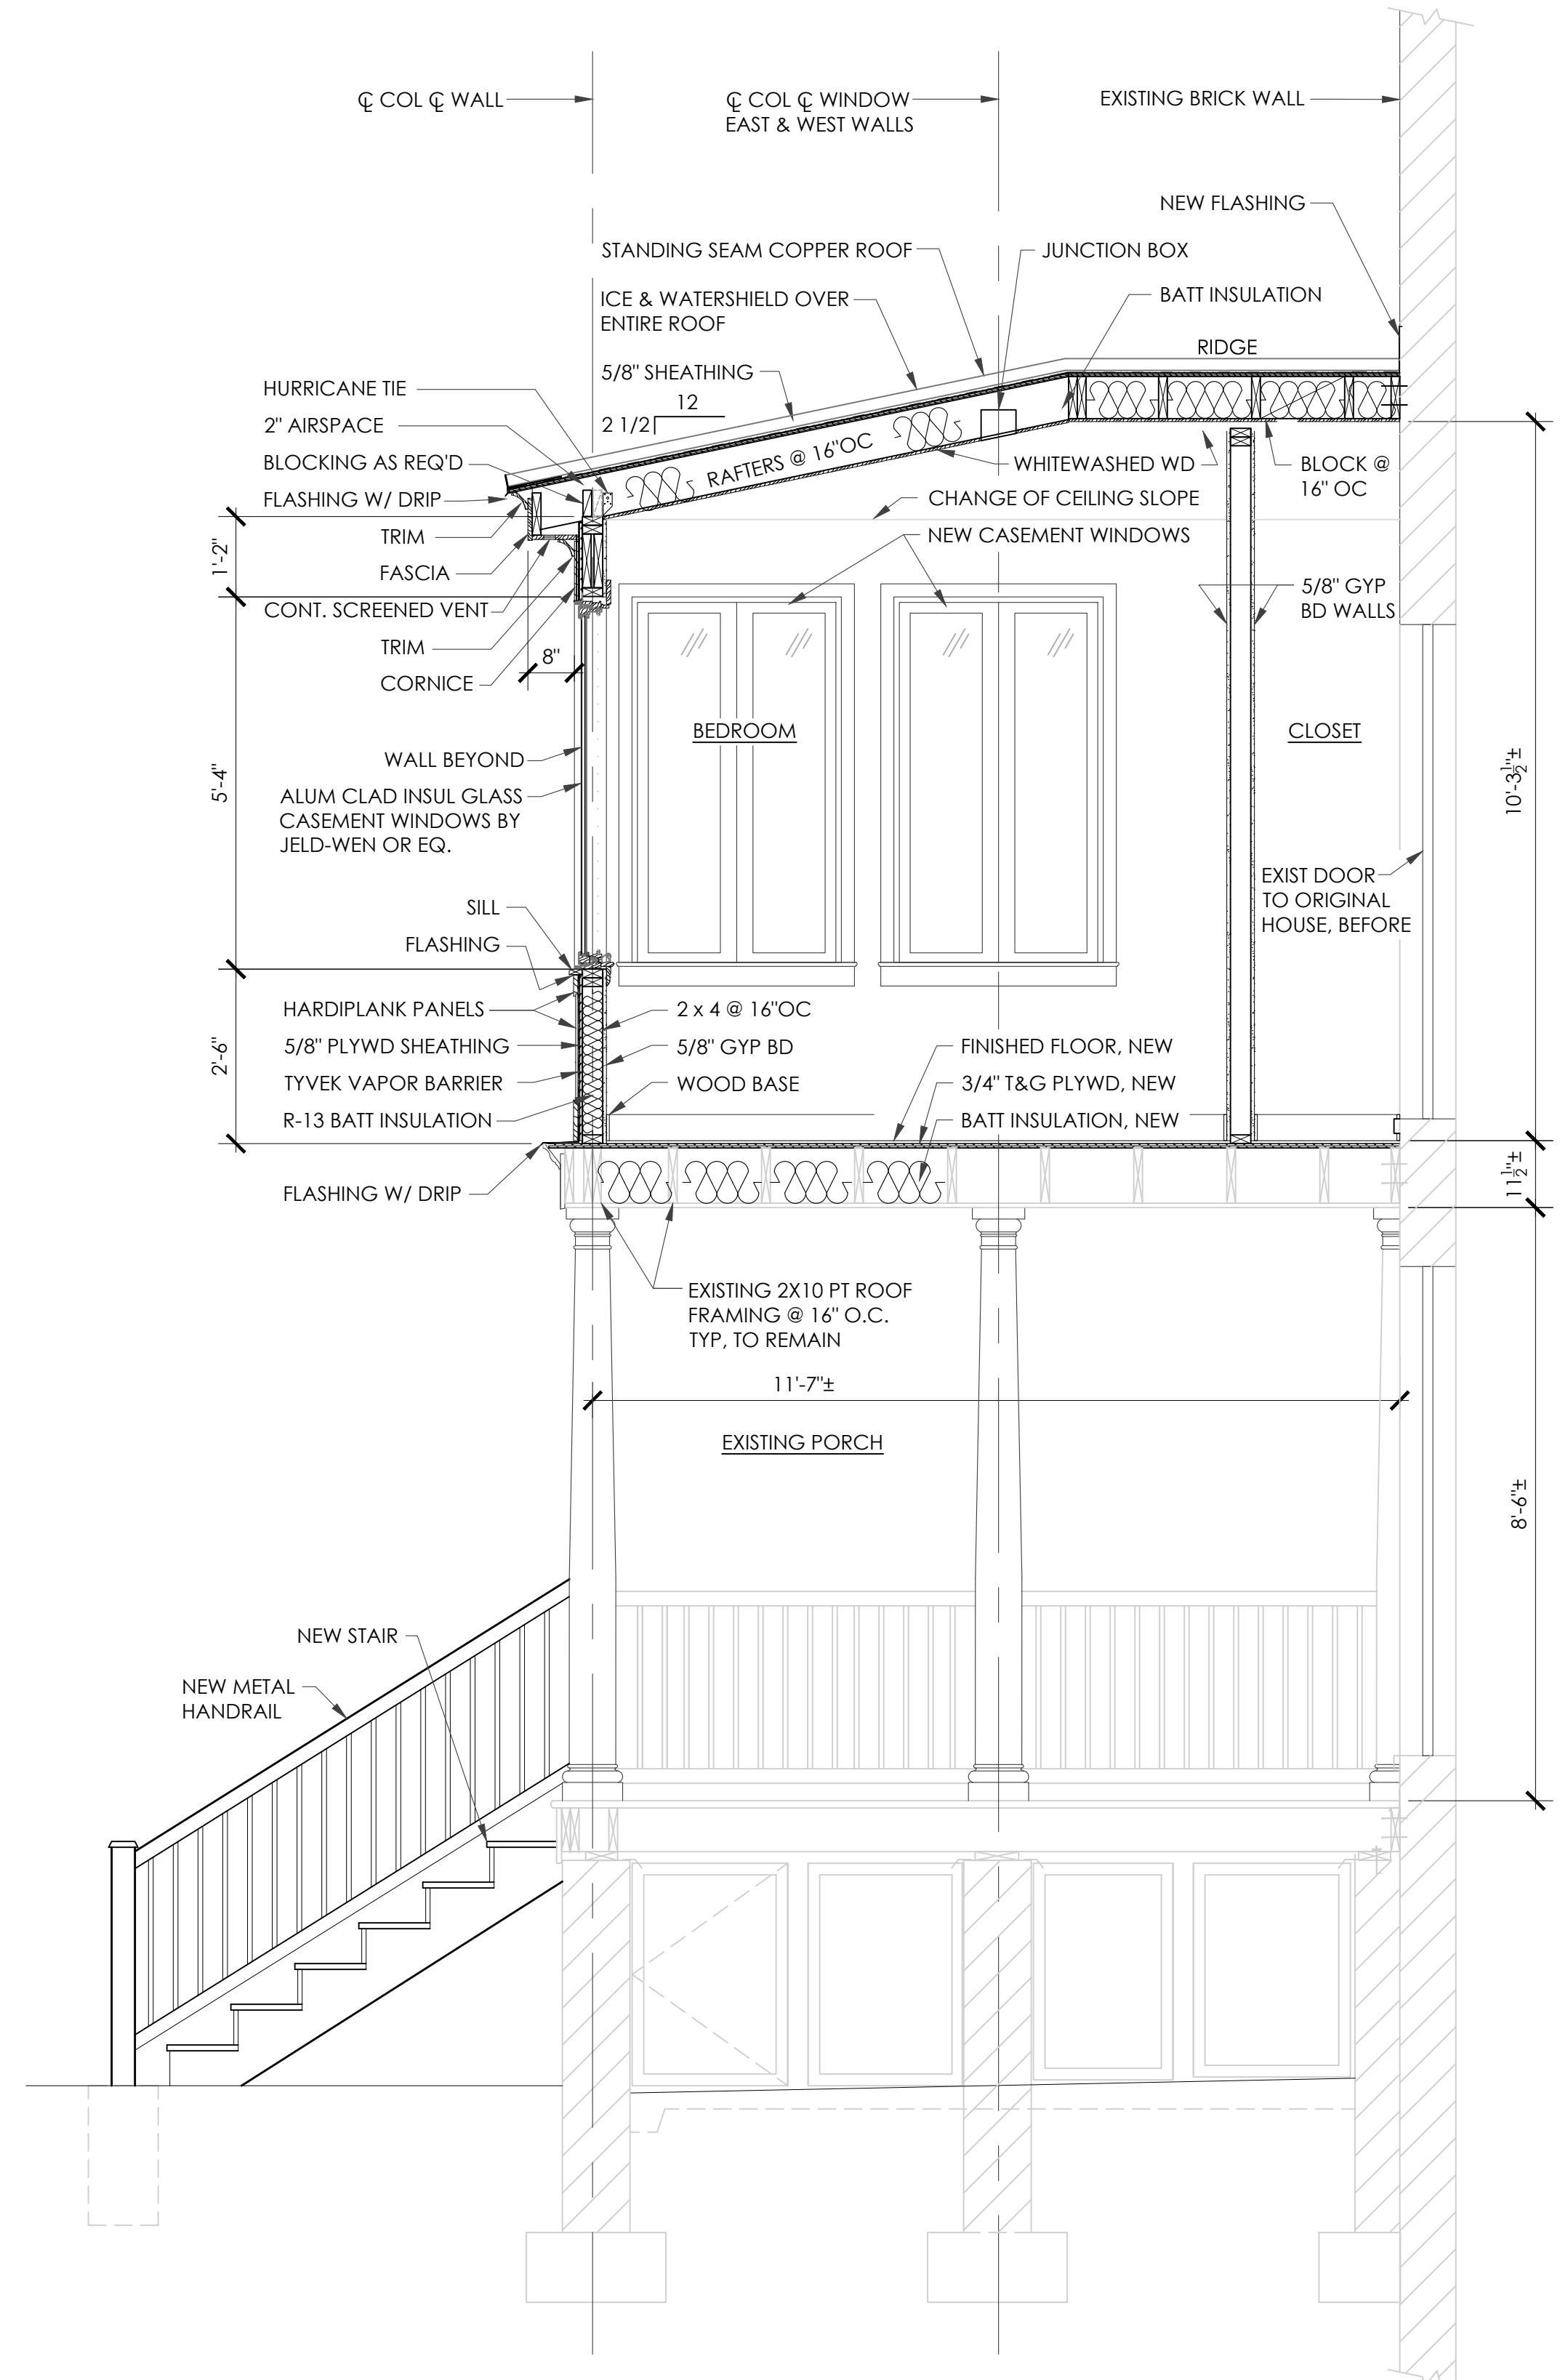 ℄ COL ℄ WALL
℄ COL ℄ WINDOW
EAST & WEST WALLS
EXISTING BRICK WALL
NEW FLASHING
STANDING SEAM COPPER ROOF
JUNCTION BOX
ICE & WATERSHIELD OVER
ENTIRE ROOF
BATT INSULATION
RIDGE
5/8" SHEATHING
12
2 1/2
HURRICANE TIE
2" AIRSPACE
BLOCKING AS REQ'D
FLASHING W/ DRIP
TRIM
FASCIA
CONT. SCREENED VENT
TRIM
CORNICE
RAFTERS @ 16"OC
WHITEWASHED WD
BLOCK @
16" OC
CHANGE OF CEILING SLOPE
NEW CASEMENT WINDOWS
5/8" GYP
BD WALLS
1'-2"
8"
5'-4"
BEDROOM
CLOSET
10'-3 1/2"±
WALL BEYOND
ALUM CLAD INSUL GLASS
CASEMENT WINDOWS BY
JELD-WEN OR EQ.
EXIST DOOR
TO ORIGINAL
HOUSE, BEFORE
SILL
FLASHING
HARDIPLANK PANELS
5/8" PLYWD SHEATHING
TYVEK VAPOR BARRIER
R-13 BATT INSULATION
2'-6"
2 x 4 @ 16"OC
5/8" GYP BD
WOOD BASE
FINISHED FLOOR, NEW
3/4" T&G PLYWD, NEW
BATT INSULATION, NEW
FLASHING W/ DRIP
11 1/2"±
EXISTING 2X10 PT ROOF
FRAMING @ 16" O.C.
TYP, TO REMAIN
11'-7"±
EXISTING PORCH
8'-6"±
NEW STAIR
NEW METAL
HANDRAIL